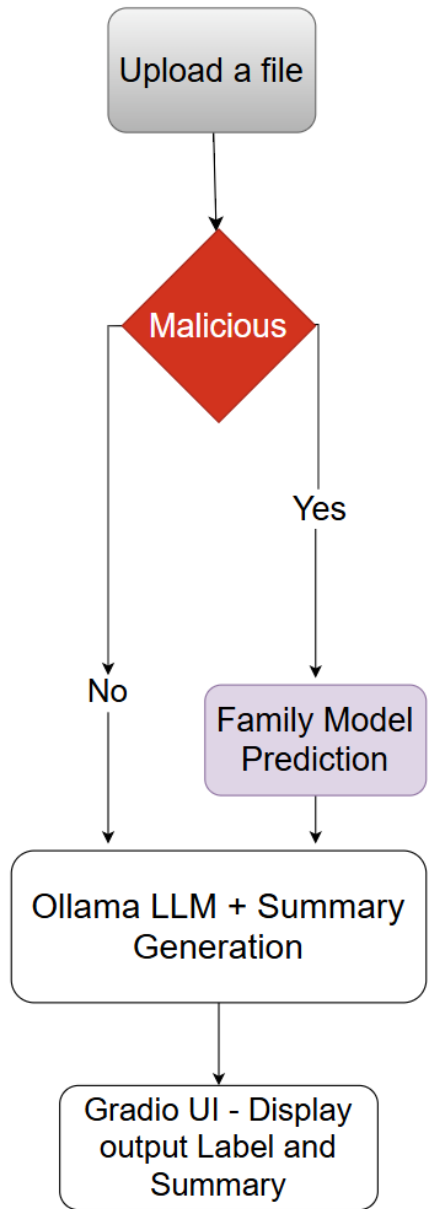 Upload a file
Malicious
Yes
No
Family Model
Prediction
Ollama LLM + Summary
Generation
Gradio UI - Display
output Label and
Summary